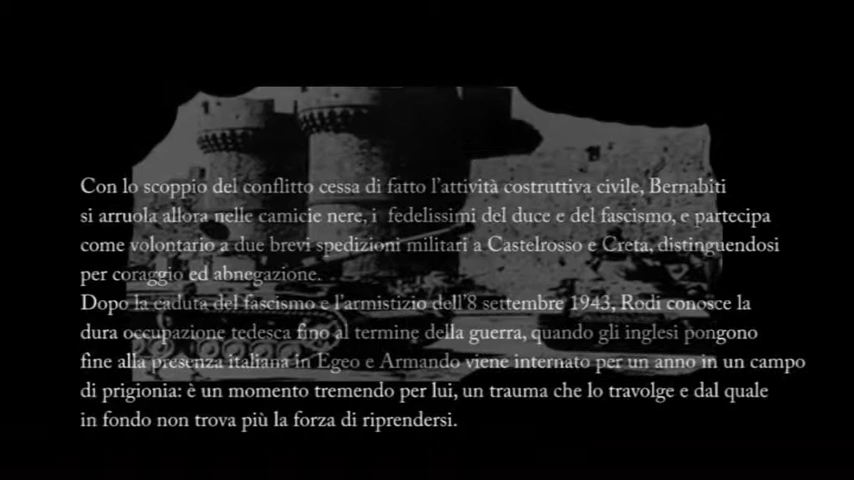 Con lo scoppio del conflitto cessa di fatto l'attività costruttiva civile, Bernabiti
si arruola allora nelle camicie nere, i fedelissimi del duce e del fascismo, e partecipa
come volontario a due brevi spedizioni militari a Castelrosso e Creta, distinguendosi
per coraggio ed abnegazione.
Dopo la caduta del fascismo e l'armistizio dell'8 settembre 1943, Rodi conosce la
dura occupazione tedesca fino al termine della guerra, quando gli inglesi pongono
fine alla presenza italiana in Egeo e Armando viene internato per un anno in un campo
di prigionia: è un momento tremendo per lui, un trauma che lo travolge e dal quale
in fondo non trova più la forza di riprendersi.